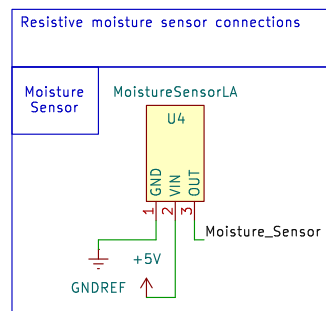 Resistive moisture sensor connections
Moisture
Sensor
MoistureSensorLA
U4
GND
VIN
OUT
1
2
3
Moisture_Sensor
+5V
GNDREF